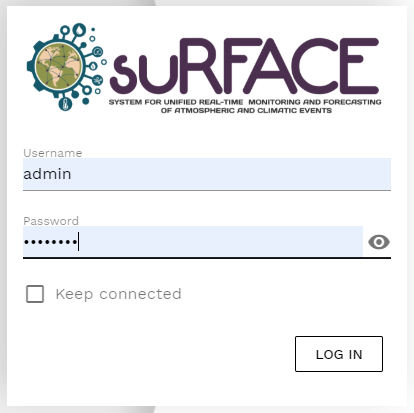 suRFACE
SYSTEM FOR UNIFIED REAL-TIME MONITORING AND FORECASTING
OF ATMOSPHERIC AND CLIMATIC EVENTS
Username
admin
Password
••••••••
Keep connected
LOG IN